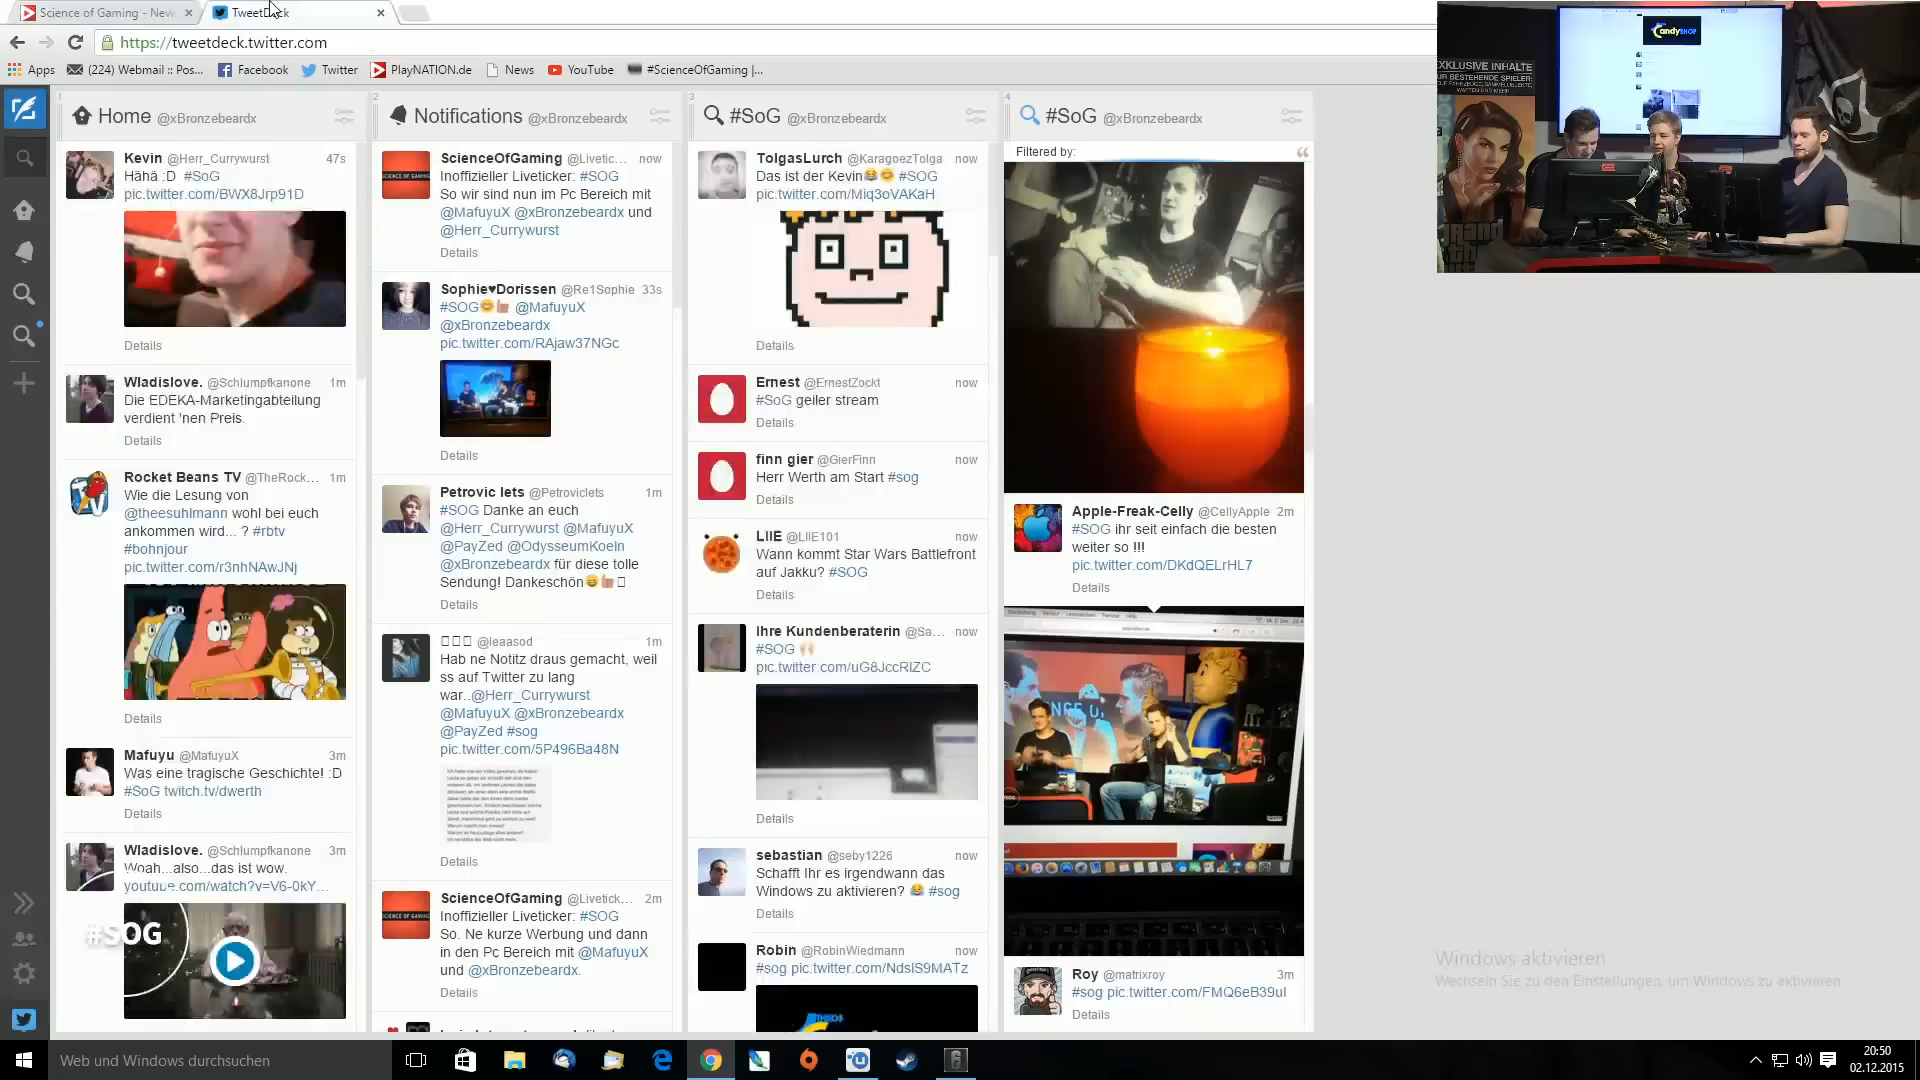 Science of Gaming - New
TweetDeck
https://tweetdeck.twitter.com
Apps
(224) Webmail :: Pos...
Facebook
Twitter
PlayNATION.de
News
YouTube
#ScienceOfGaming |...
1
Home @xBronzebeardx
Kevin @Herr_Currywurst 47s
Hähä :D #SoG
pic.twitter.com/BWX8Jrp91D
Details
Wladislove. @Schlumpfkanone 1m
Die EDEKA-Marketingabteilung
verdient 'nen Preis.
Details
Rocket Beans TV @TheRock... 1m
Wie die Lesung von
@theesuhlmann wohl bei euch
ankommen wird... ? #rbtv
#bohnjour
pic.twitter.com/r3nhNAwJNj
Details
Mafuyu @MafuyuX 3m
Was eine tragische Geschichte! :D
#SoG twitch.tv/dwerth
Details
Wladislove. @Schlumpfkanone 3m
Woah...also...das ist wow.
youtube.com/watch?v=V6-0kY...
#SOG
2
Notifications @xBronzebeardx
ScienceOfGaming @Livetic... now
Inoffizieller Liveticker: #SOG
So wir sind nun im Pc Bereich mit
@MafuyuX @xBronzebeardx und
@Herr_Currywurst
Details
Sophie♥Dorissen @Re1Sophie 33s
#SOG😊👍 @MafuyuX
@xBronzebeardx
pic.twitter.com/RAjaw37NGc
Details
Petrovic lets @Petroviclets 1m
#SOG Danke an euch
@Herr_Currywurst @MafuyuX
@PayZed @OdysseumKoeln
@xBronzebeardx für diese tolle
Sendung! Dankeschön😄👍
Details
@leaasod 1m
Hab ne Notitz draus gemacht, weil
ss auf Twitter zu lang
war..@Herr_Currywurst
@MafuyuX @xBronzebeardx
@PayZed #sog
pic.twitter.com/5P496Ba48N
Details
ScienceOfGaming @Livetick... 2m
Inoffizieller Liveticker: #SOG
So. Ne kurze Werbung und dann
in den Pc Bereich mit @MafuyuX
und @xBronzebeardx.
Details
3
#SoG @xBronzebeardx
TolgasLurch @KaragoezTolga now
Das ist der Kevin😂😊 #SOG
pic.twitter.com/Miq3oVAKaH
Details
Ernest @ErnestZockt now
#SoG geiler stream
Details
finn gier @GierFinn now
Herr Werth am Start #sog
Details
LIIE @LIIE101 now
Wann kommt Star Wars Battlefront
auf Jakku? #SOG
Details
Ihre Kundenberaterin @Sa... now
#SOG 🙌
pic.twitter.com/uG8JccRIZC
Details
sebastian @seby1226 now
Schafft Ihr es irgendwann das
Windows zu aktivieren? 😂 #sog
Details
Robin @RobinWiedmann now
#sog pic.twitter.com/NdsIS9MATz
4
#SoG @xBronzebeardx
Filtered by:
Apple-Freak-Celly @CellyApple 2m
#SOG ihr seit einfach die besten
weiter so !!!
pic.twitter.com/DKdQELrHL7
Details
Roy @matrixroy 3m
#sog pic.twitter.com/FMQ6eB39uI
Details
CandySHOP
EXKLUSIVE INHALTE
Windows aktivieren
Wechseln Sie zu den Einstellungen, um Windows zu aktivieren.
Web und Windows durchsuchen
20:50
02.12.2015